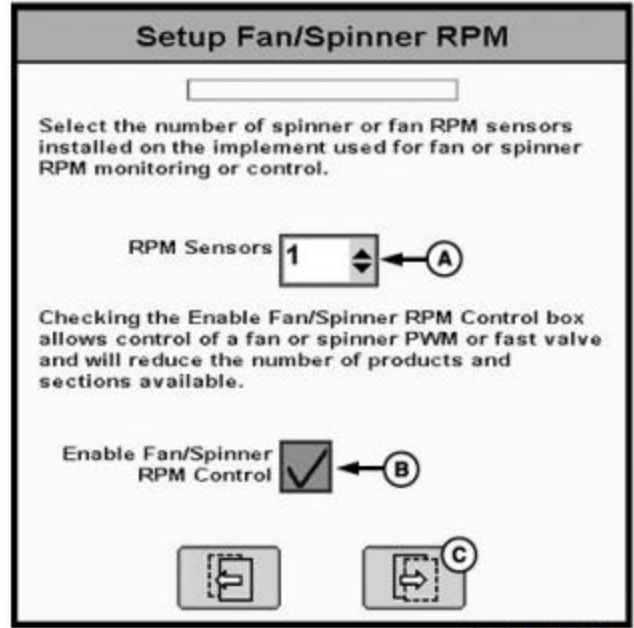 Setup Fan/Spinner RPM
Select the number of spinner or fan RPM sensors
installed on the implement used for fan or spinner
RPM monitoring or control.
RPM Sensors 1 A
Checking the Enable Fan/Spinner RPM Control box
allows control of a fan or spinner PWM or fast valve
and will reduce the number of products and
sections available.
Enable Fan/Spinner
RPM Control B
C